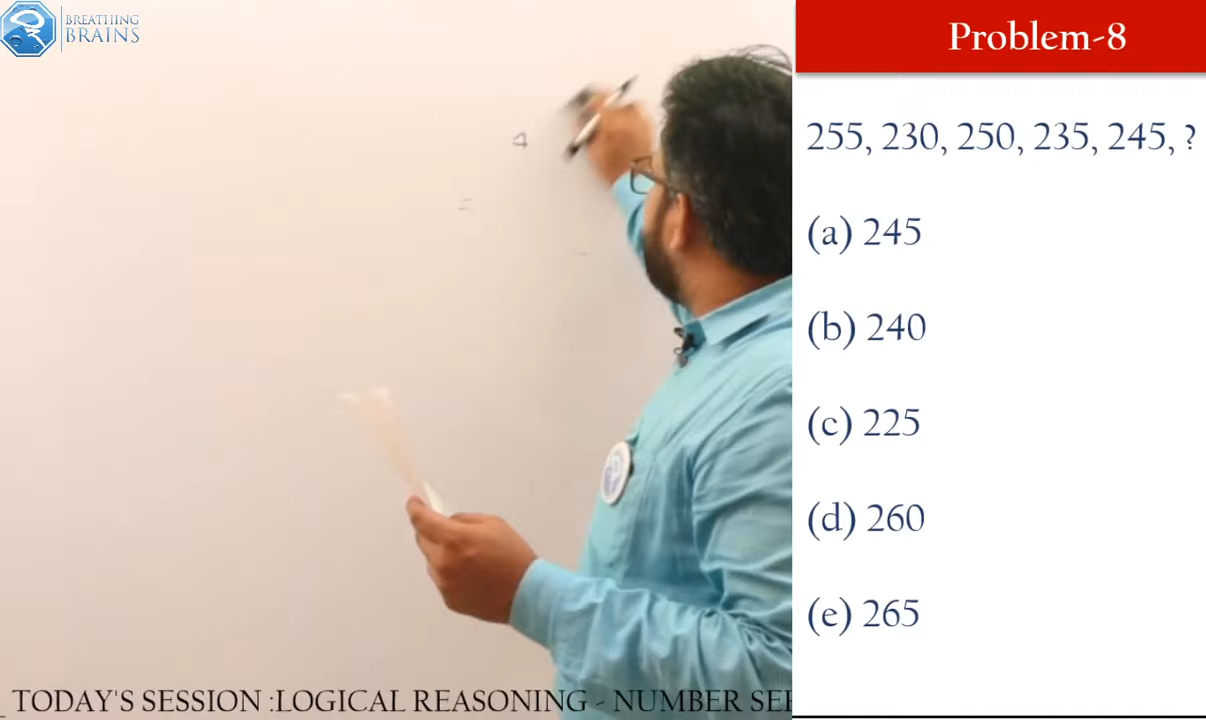 BREATHING
BRAINS
Problem-8
255, 230, 250, 235, 245, ?
(a) 245
(b) 240
(c) 225
(d) 260
(e) 265
4
_ TODAY'S SESSION :LOGICAL REASONING - NUMBER SE